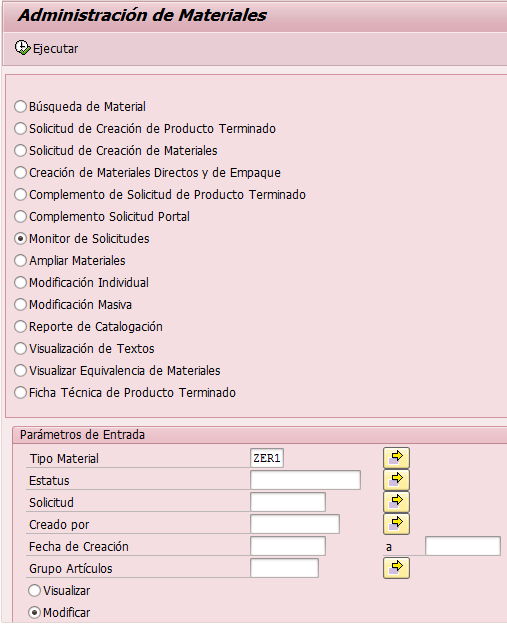 Administración de Materiales
Ejecutar
Búsqueda de Material
Solicitud de Creación de Producto Terminado
Solicitud de Creación de Materiales
Creación de Materiales Directos y de Empaque
Complemento de Solicitud de Producto Terminado
Complemento Solicitud Portal
Monitor de Solicitudes
Ampliar Materiales
Modificación Individual
Modificación Masiva
Reporte de Catalogación
Visualización de Textos
Visualizar Equivalencia de Materiales
Ficha Técnica de Producto Terminado
Parámetros de Entrada
Tipo Material ZER1
Estatus
Solicitud
Creado por
Fecha de Creación a
Grupo Artículos
Visualizar
Modificar